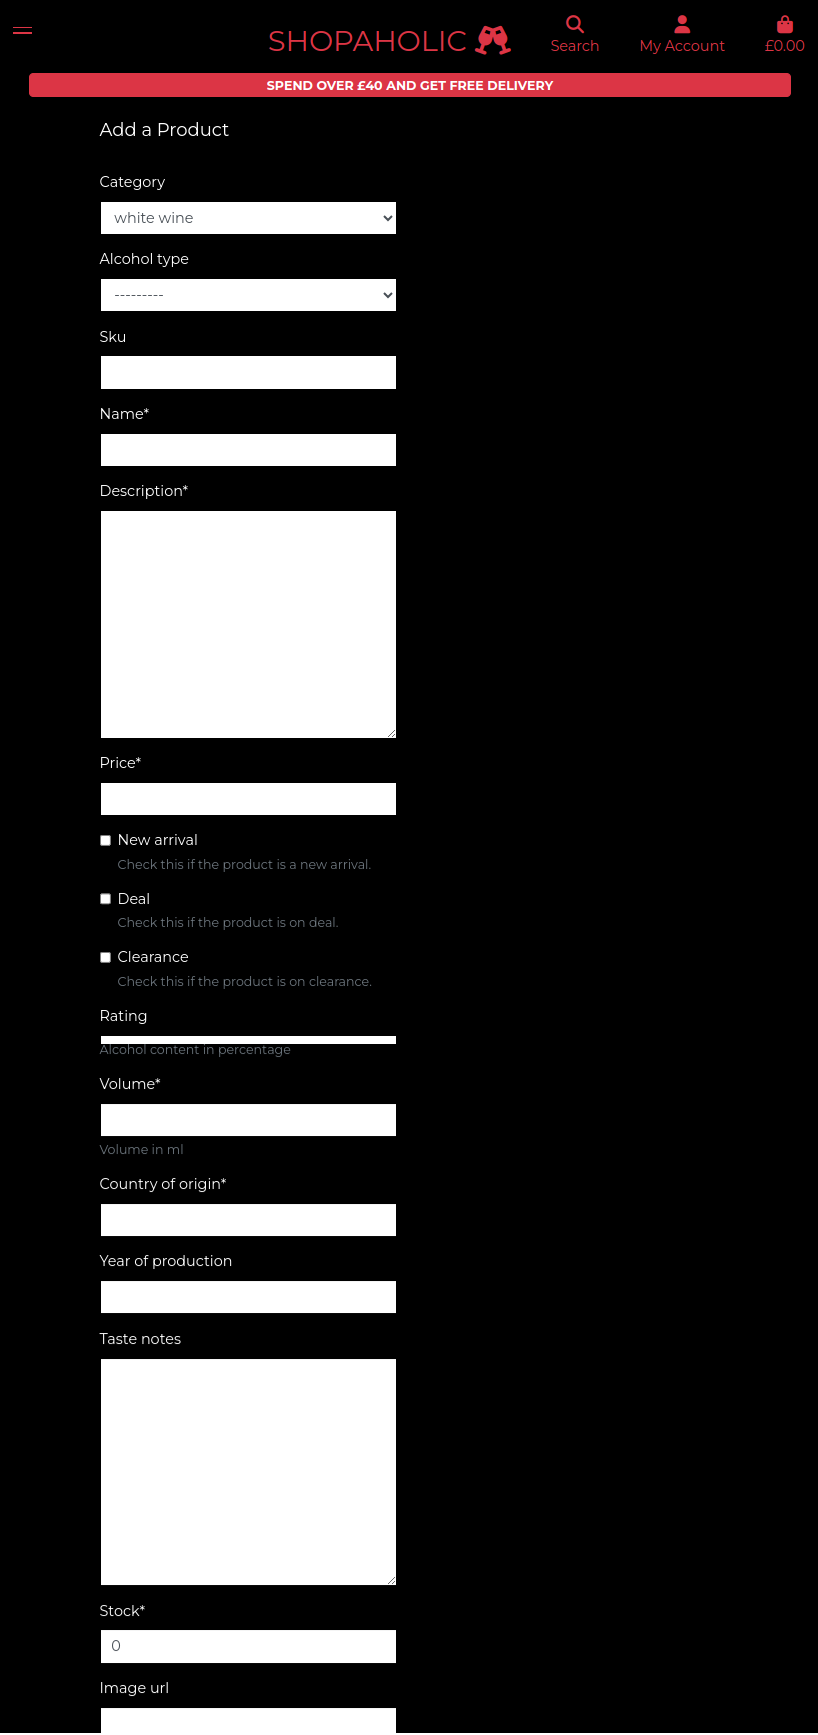 SHOPAHOLIC
Search
My Account
£0.00
SPEND OVER £40 AND GET FREE DELIVERY
Add a Product
Category
white wine
Alcohol type
---------
Sku
Name*
Description*
Price*
New arrival
Check this if the product is a new arrival.
Deal
Check this if the product is on deal.
Clearance
Check this if the product is on clearance.
Rating
Alcohol content in percentage
Volume*
Volume in ml
Country of origin*
Year of production
Taste notes
Stock*
0
Image url